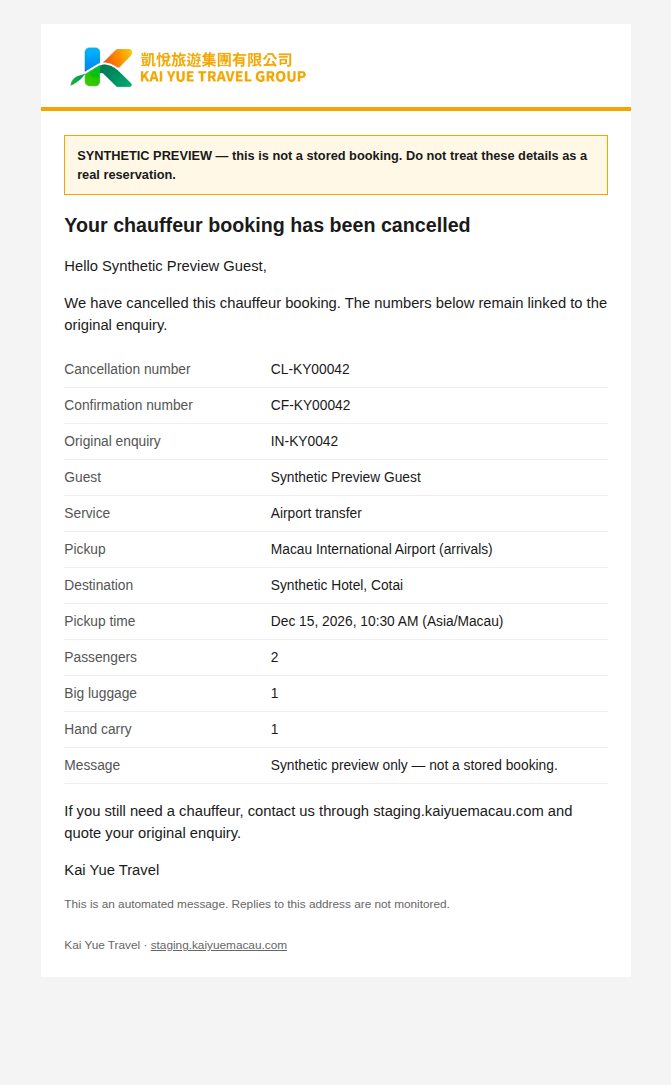 凱悅旅遊集團有限公司
KAI YUE TRAVEL GROUP
SYNTHETIC PREVIEW — this is not a stored booking. Do not treat these details as a
real reservation.
Your chauffeur booking has been cancelled
Hello Synthetic Preview Guest,
We have cancelled this chauffeur booking. The numbers below remain linked to the
original enquiry.
Cancellation number CL-KY00042
Confirmation number CF-KY00042
Original enquiry IN-KY0042
Guest Synthetic Preview Guest
Service Airport transfer
Pickup Macau International Airport (arrivals)
Destination Synthetic Hotel, Cotai
Pickup time Dec 15, 2026, 10:30 AM (Asia/Macau)
Passengers 2
Big luggage 1
Hand carry 1
Message Synthetic preview only — not a stored booking.
If you still need a chauffeur, contact us through staging.kaiyuemacau.com and
quote your original enquiry.
Kai Yue Travel
This is an automated message. Replies to this address are not monitored.
Kai Yue Travel · staging.kaiyuemacau.com